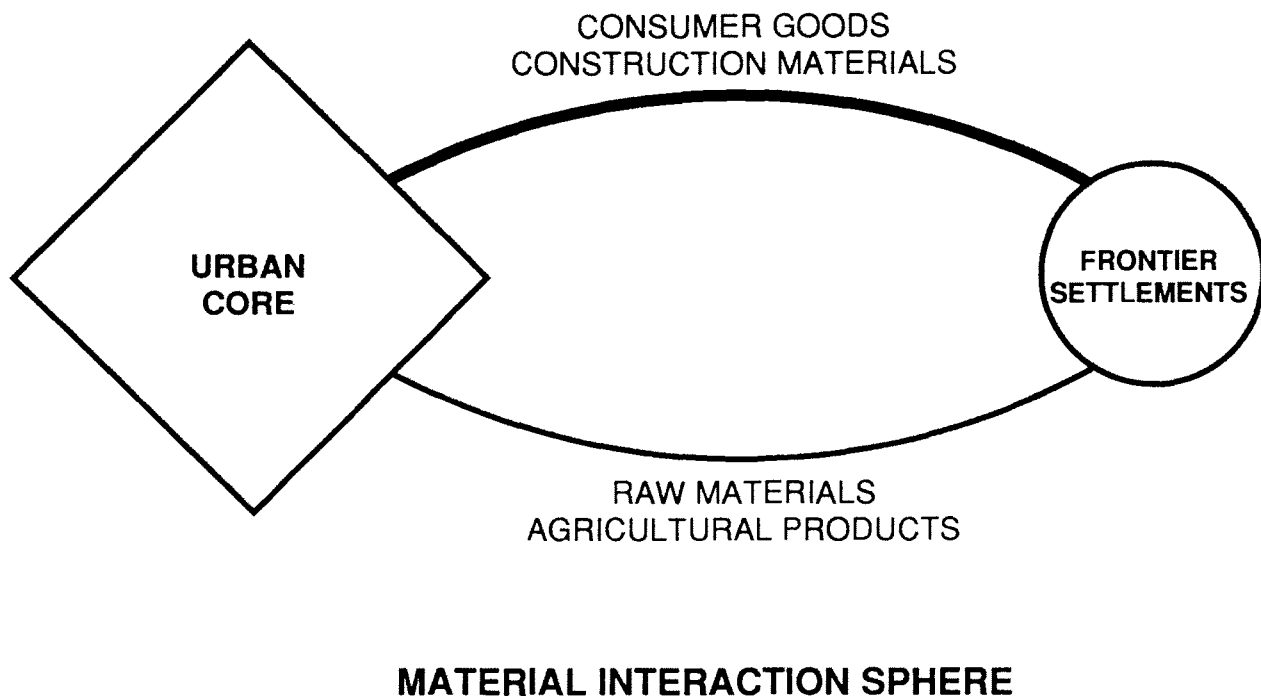 CONSUMER GOODS
CONSTRUCTION MATERIALS
URBAN
CORE
FRONTIER
SETTLEMENTS
RAW MATERIALS
AGRICULTURAL PRODUCTS
MATERIAL INTERACTION SPHERE